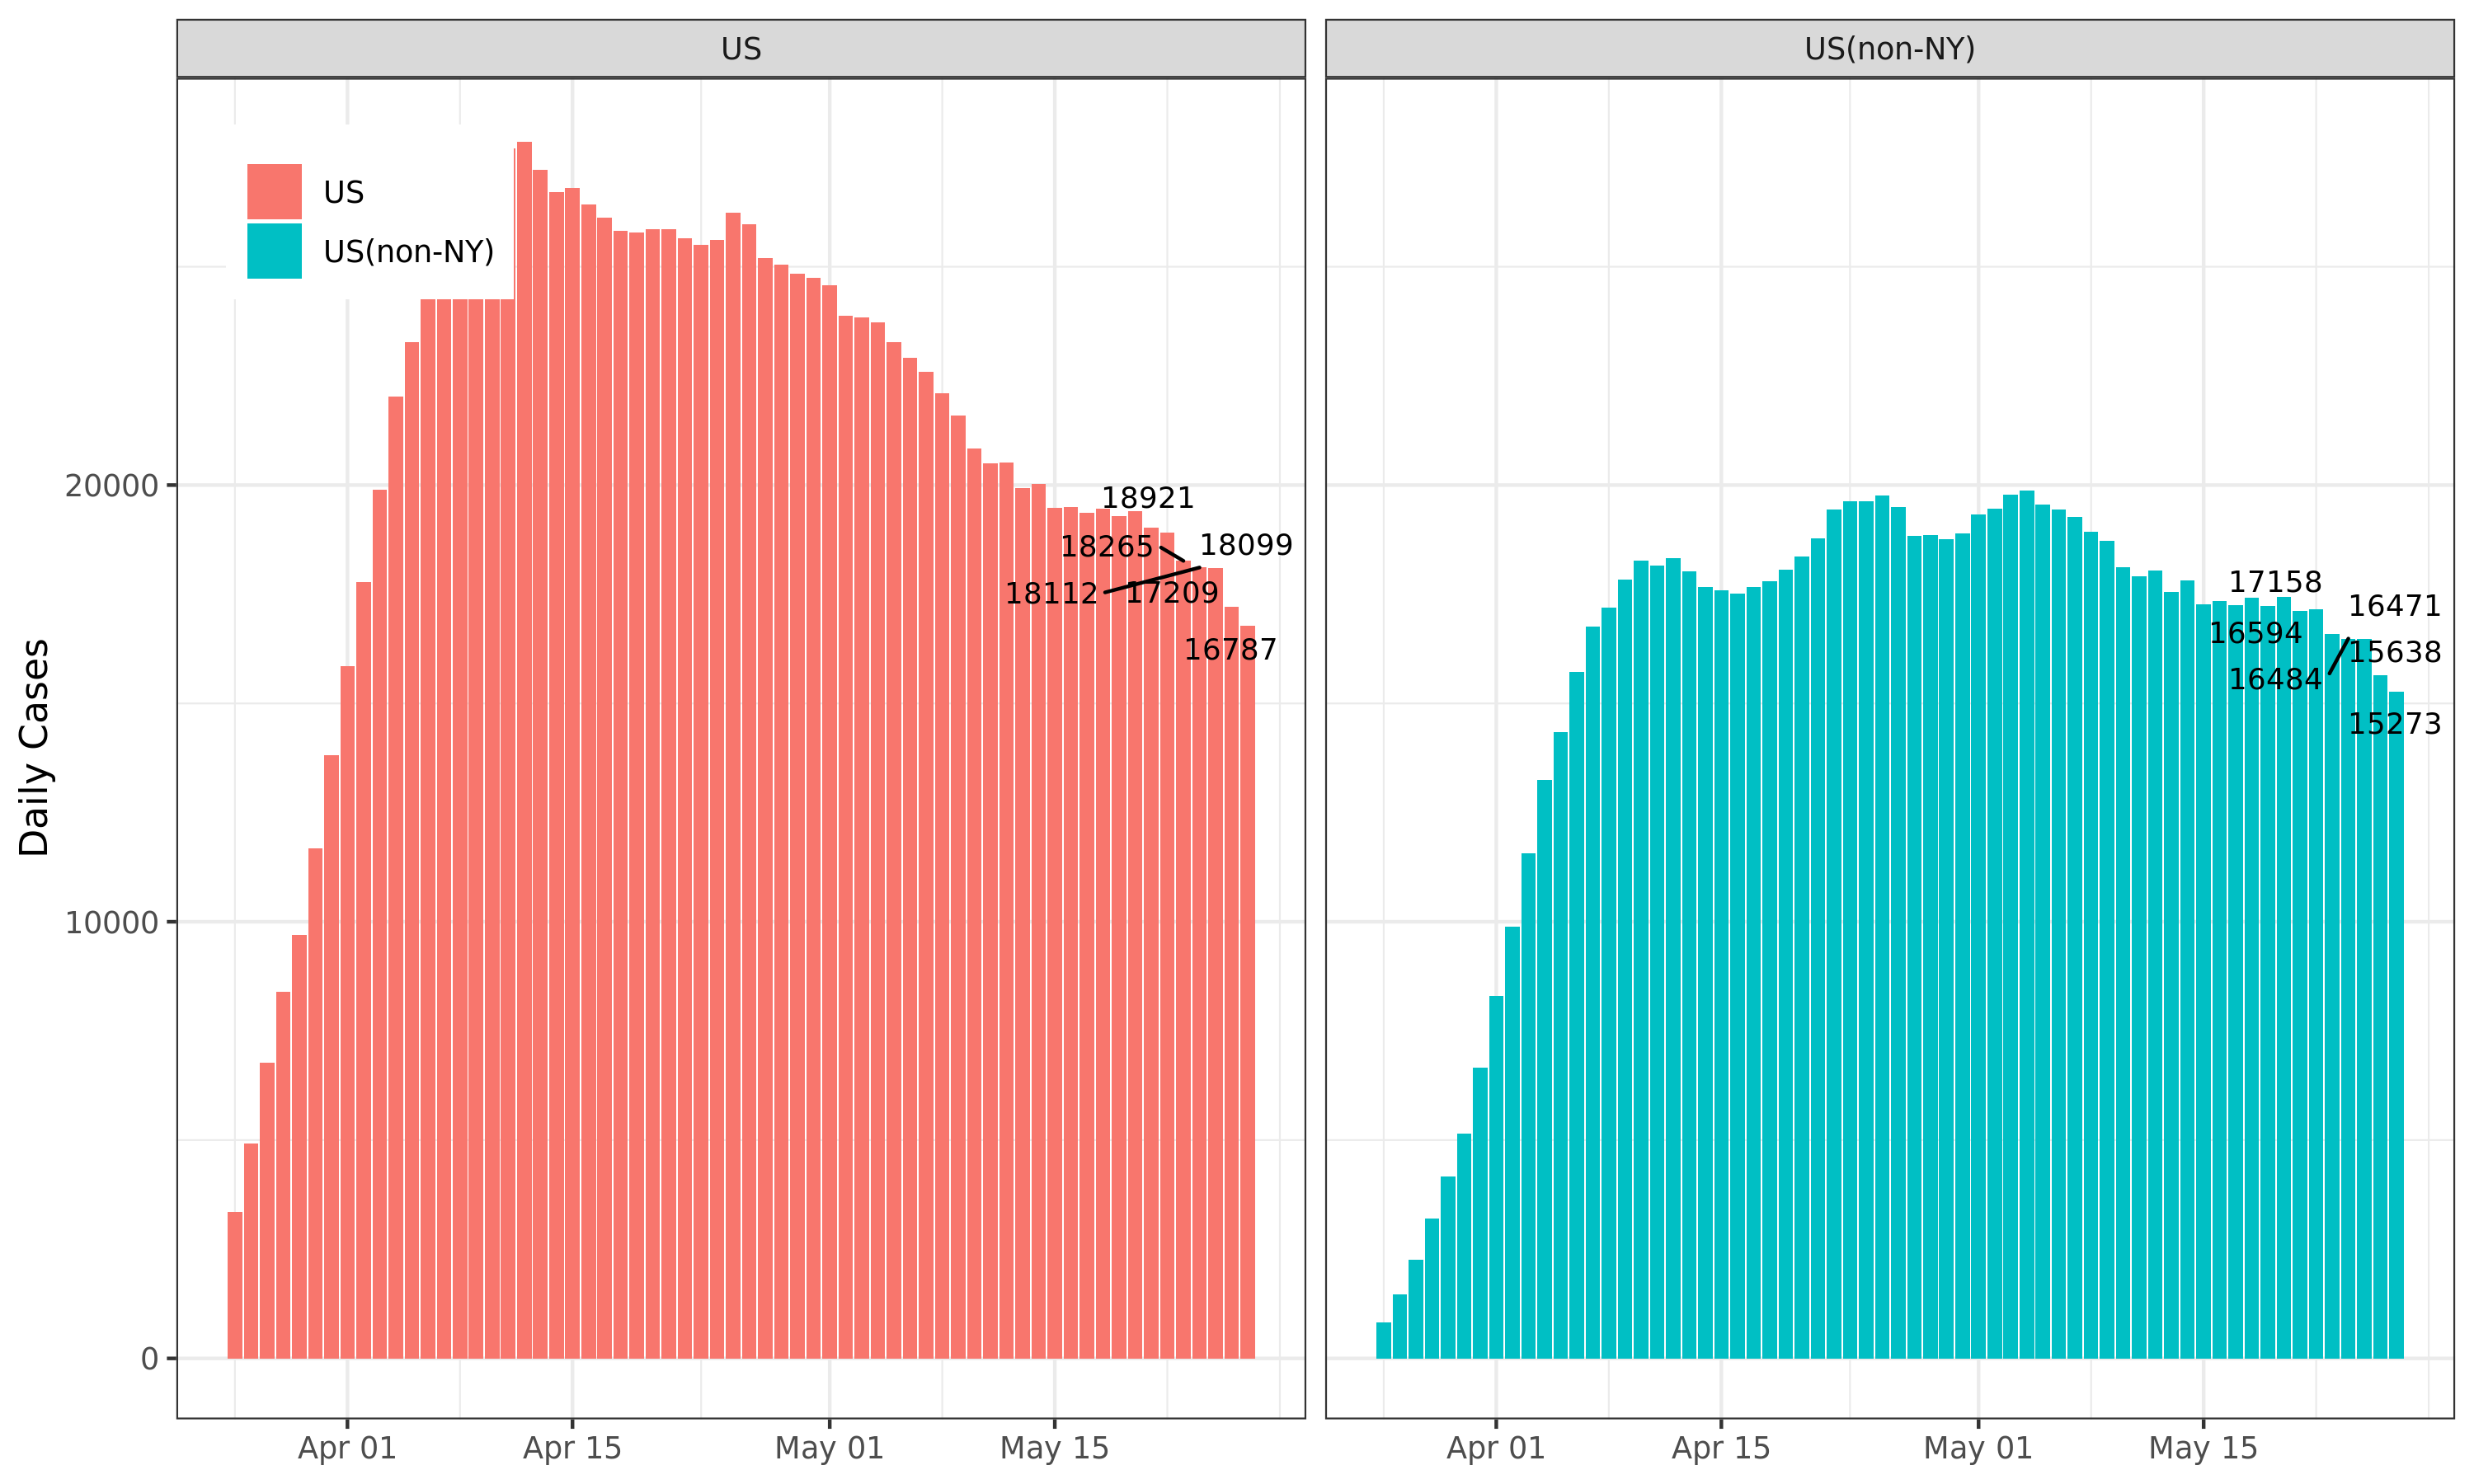 US
US(non-NY)
US
US(non-NY)
Daily Cases
20000
10000
0
18921
18265
18099
18112
17209
16787
17158
16471
16594
15638
16484
15273
Apr 01
Apr 15
May 01
May 15
Apr 01
Apr 15
May 01
May 15